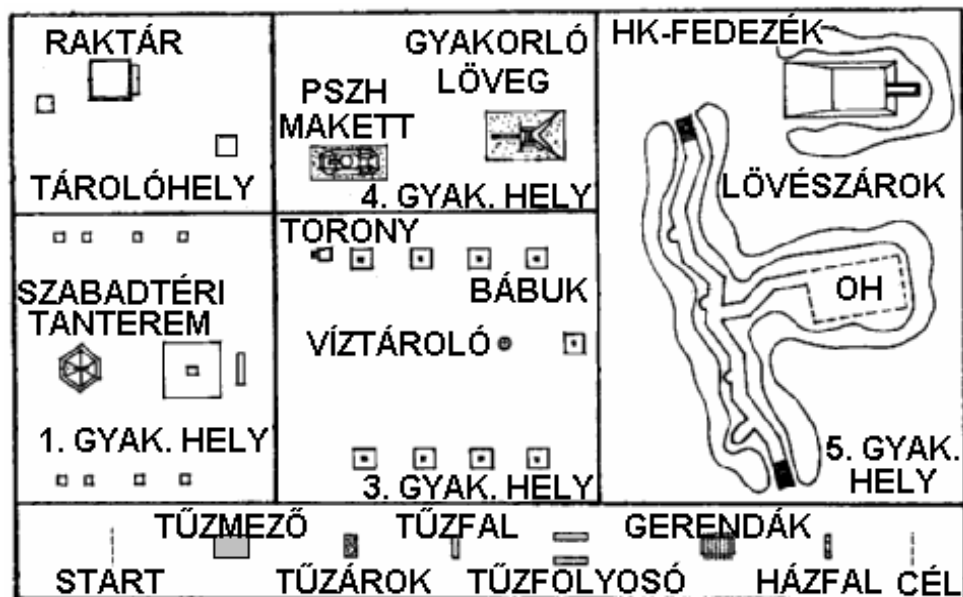 RAKTÁR
TÁROLÓHELY
GYAKORLÓ
LÖVEG
PSZH
MAKETT
4. GYAK. HELY
HK-FEDEZÉK
LÖVÉSZÁROK
OH
5. GYAK.
HELY
SZABADTÉRI
TANTEREM
1. GYAK. HELY
TORONY
BÁBUK
VÍZTÁROLÓ
3. GYAK. HELY
TŰZMEZŐ
TŰZFAL
GERENDÁK
START
TŰZÁROK
TŰZFOLYOSÓ
HÁZFAL
CÉL